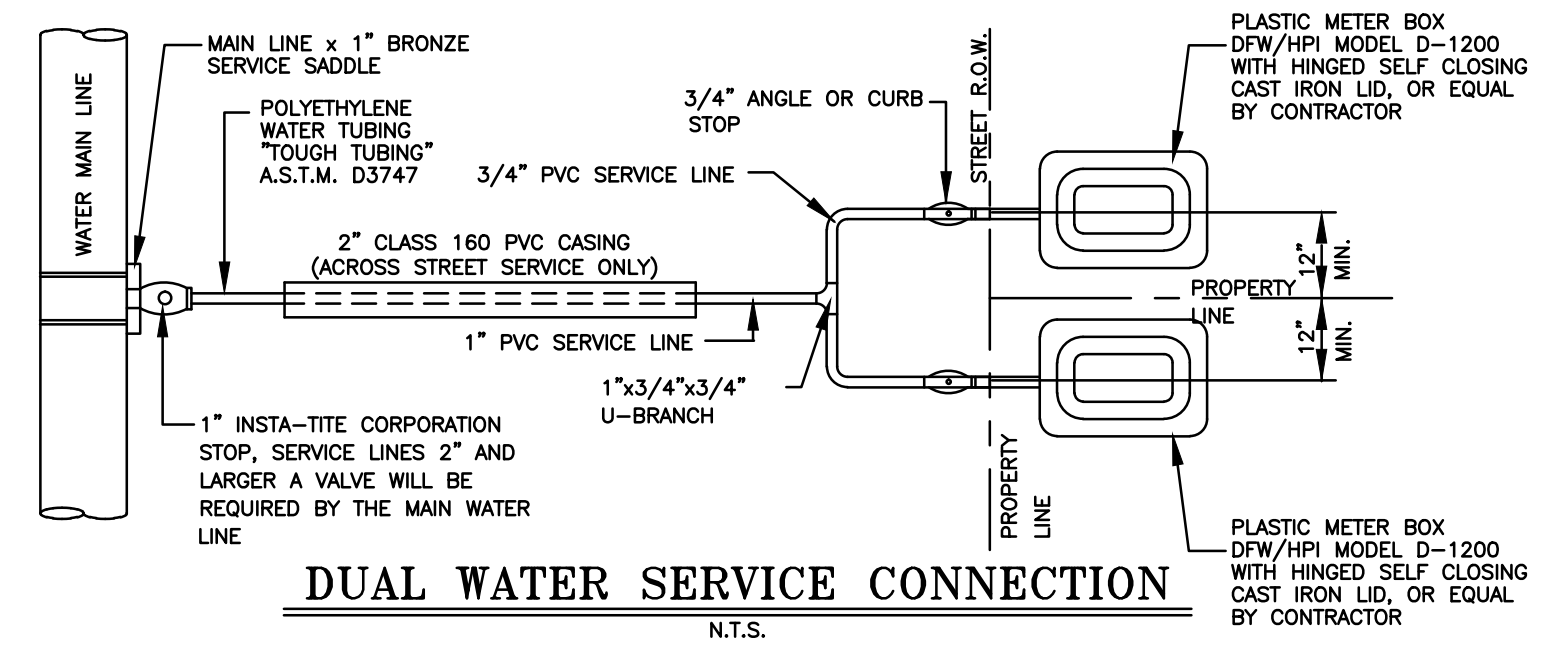 WATER MAIN LINE
MAIN LINE x 1" BRONZE
SERVICE SADDLE
POLYETHYLENE
WATER TUBING
"TOUGH TUBING"
A.S.T.M. D3747
2" CLASS 160 PVC CASING
(ACROSS STREET SERVICE ONLY)
3/4" PVC SERVICE LINE
3/4" ANGLE OR CURB
STOP
STREET R.O.W.
PLASTIC METER BOX
DFW/HPI MODEL D-1200
WITH HINGED SELF CLOSING
CAST IRON LID, OR EQUAL
BY CONTRACTOR
12"
MIN.
PROPERTY
LINE
12"
MIN.
1" PVC SERVICE LINE
1"x3/4"x3/4"
U-BRANCH
1" INSTA-TITE CORPORATION
STOP, SERVICE LINES 2" AND
LARGER A VALVE WILL BE
REQUIRED BY THE MAIN WATER
LINE
PROPERTY
LINE
PLASTIC METER BOX
DFW/HPI MODEL D-1200
WITH HINGED SELF CLOSING
CAST IRON LID, OR EQUAL
BY CONTRACTOR
DUAL WATER SERVICE CONNECTION
N.T.S.